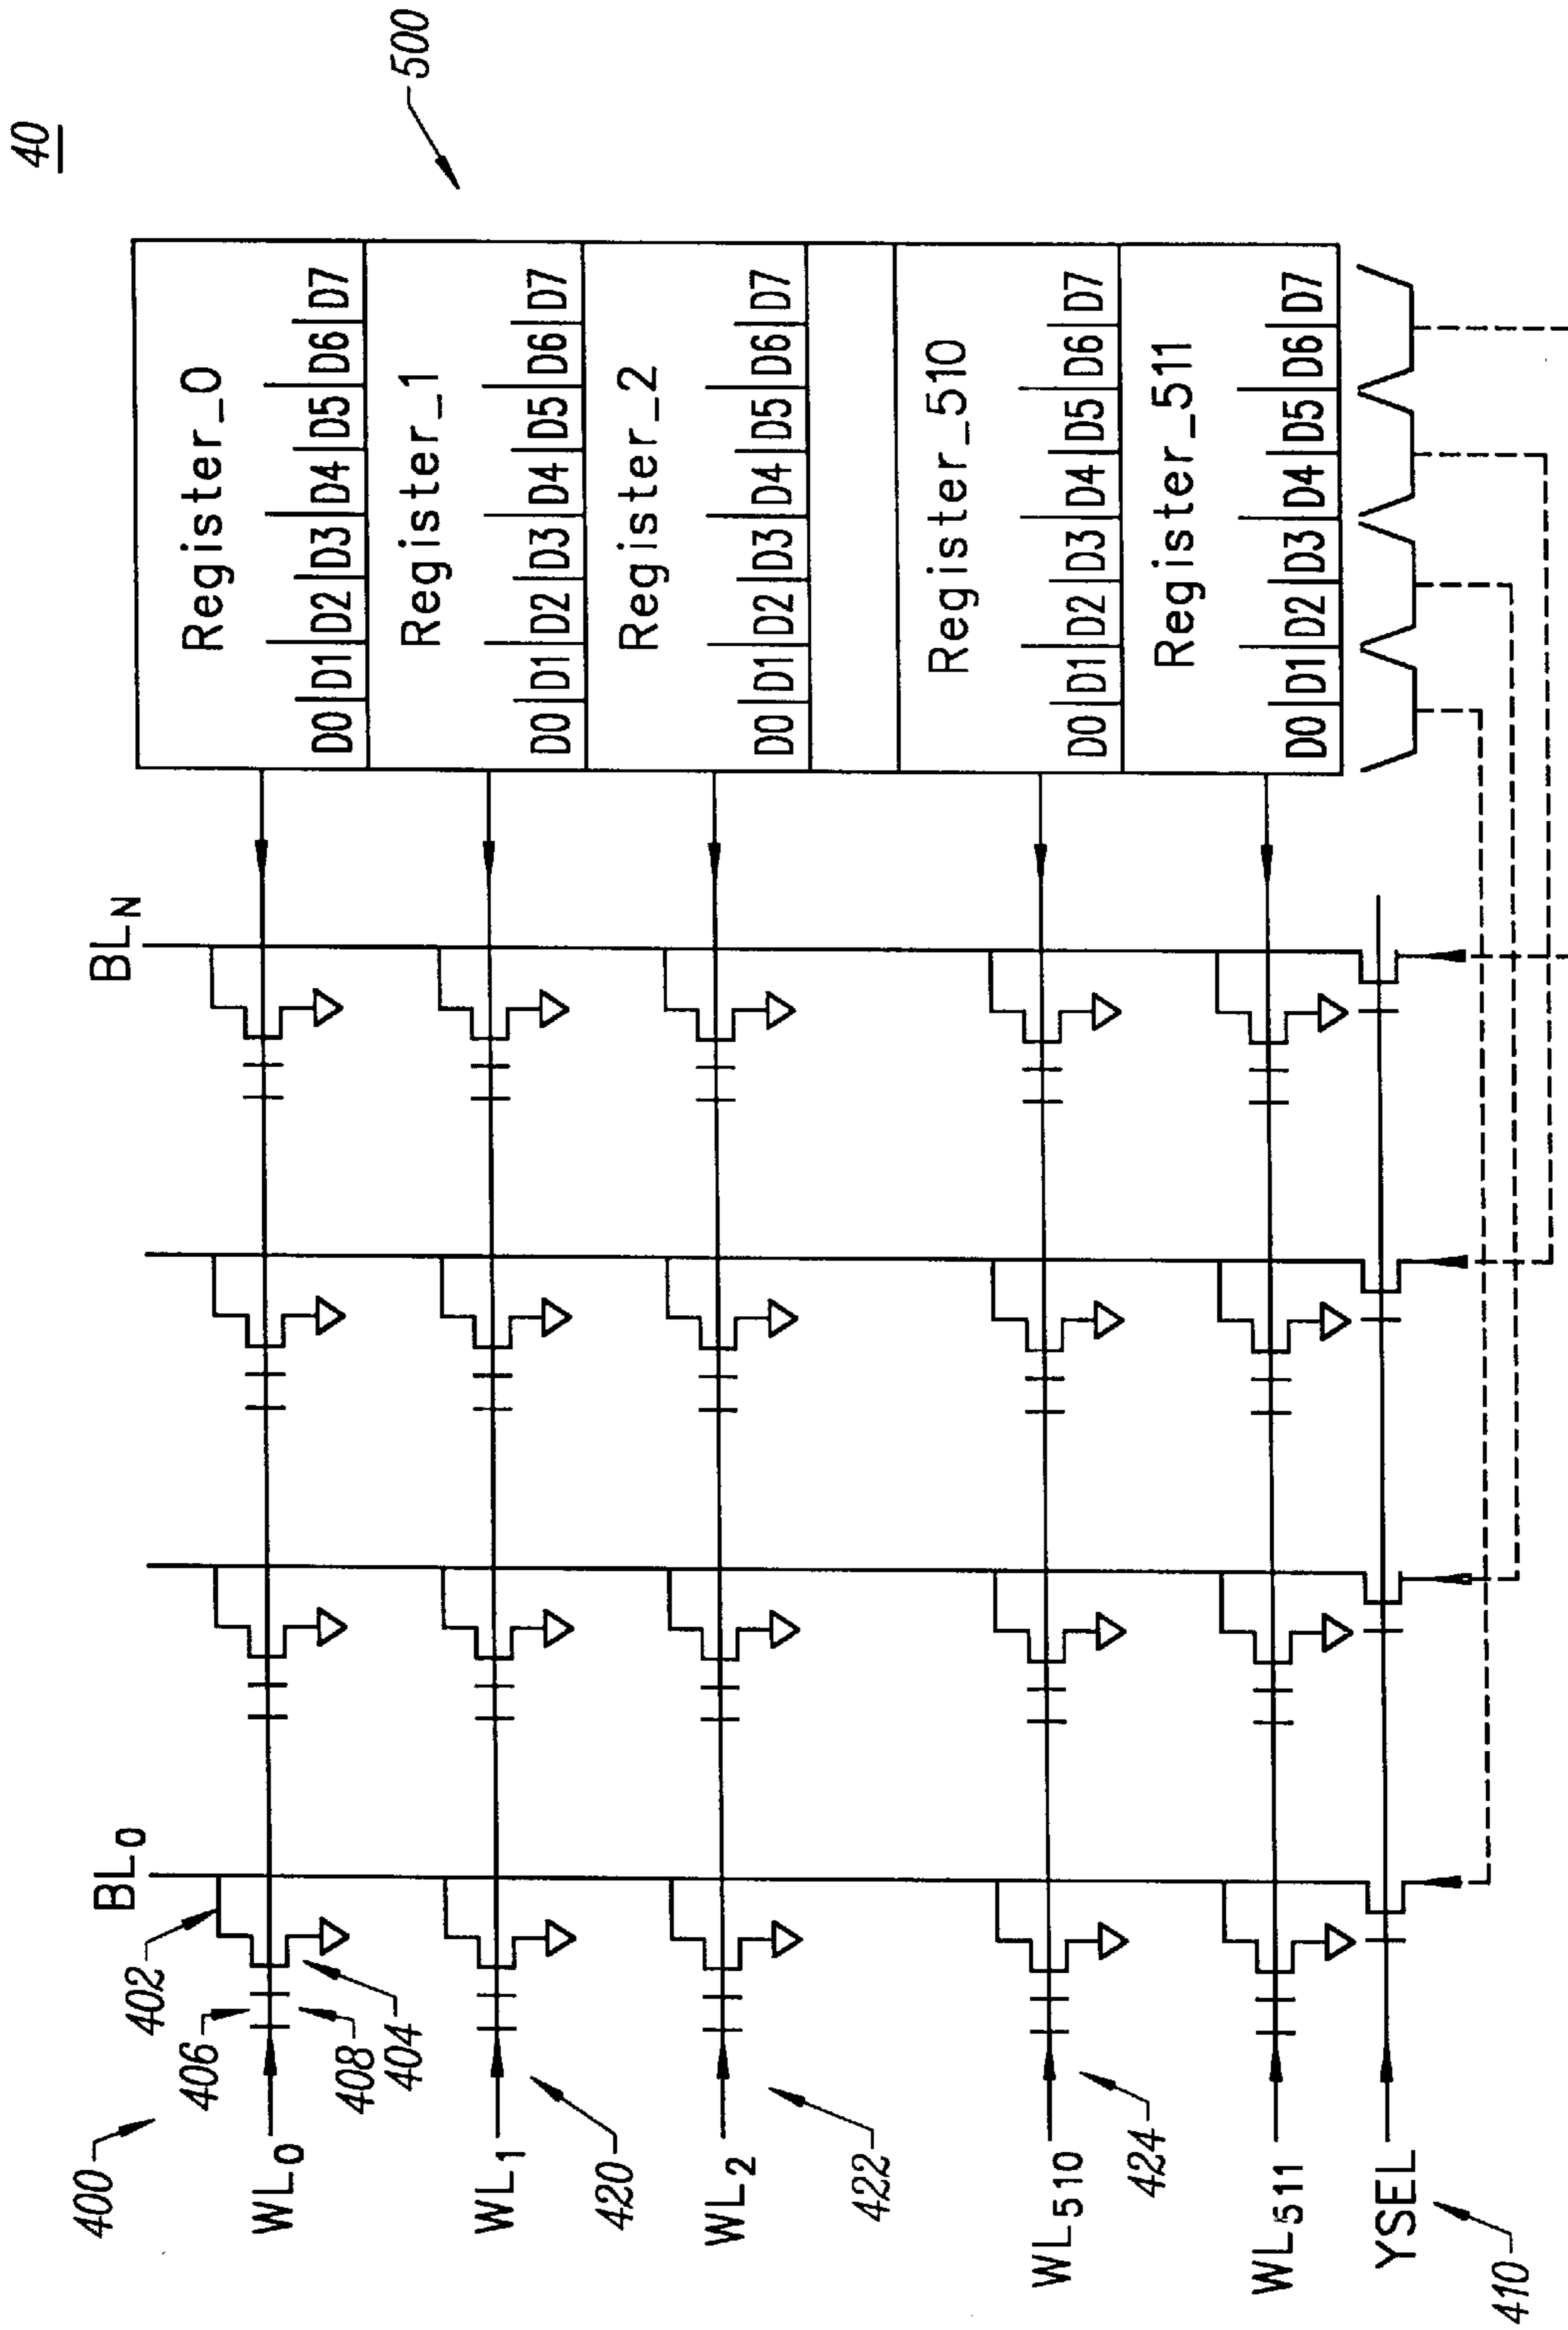 40
500
Register_0
D0 D1 D2 D3 D4 D5 D6 D7
Register_1
D0 D1 D2 D3 D4 D5 D6 D7
Register_2
D0 D1 D2 D3 D4 D5 D6 D7
Register_510
D0 D1 D2 D3 D4 D5 D6 D7
Register_511
D0 D1 D2 D3 D4 D5 D6 D7
BL0
BLN
400
402
406
408
404
WL0
WL1
420
WL2
422
WL510
424
WL511
YSEL
410